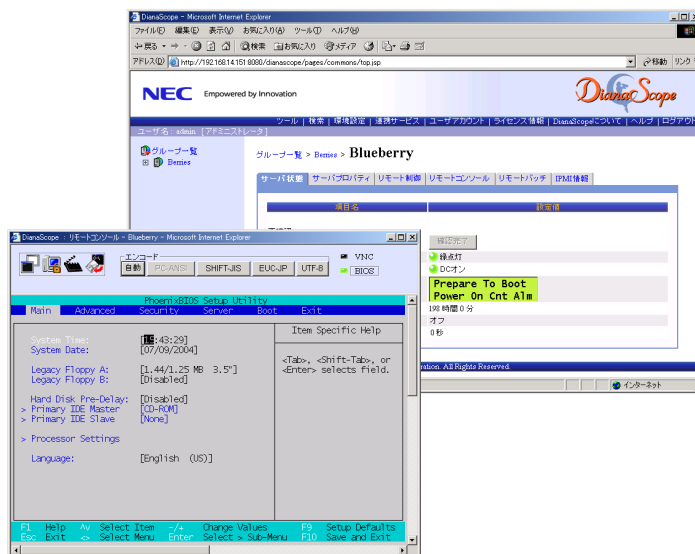 DianaScope - Microsoft Internet Explorer
ファイル(F) 編集(E) 表示(V) お気に入り(A) ツール(T) ヘルプ(H)
戻る 検索 お気に入り メディア
アドレス(D) http://192.168.14.151:8080/dianascope/pages/commons/top.jsp 移動 リンク
NEC Empowered by Innovation DianaScope
ツール | 検索 | 環境設定 | 連携サービス | ユーザアカウント | ライセンス情報 | DianaScopeについて | ヘルプ | ログアウト
ユーザ名 : admin [アドミニストレータ]
グループ一覧
Berries
グループ一覧 > Berries > Blueberry
サーバ状態 サーバプロパティ リモート制御 リモートコンソール リモートバッチ IPMI情報
項目名 設定値
確認完了
緑点灯
DCオン
Prepare To Boot
Power On Cnt Alm
198 時間 0 分
オフ
0 秒
ration. All Rights Reserved.
インターネット
DianaScope : リモートコンソール - Blueberry - Microsoft Internet Explorer
エンコード
自動 PC-ANSI SHIFT-JIS EUC-JP UTF-8
VNC
BIOS
PhoenixBIOS Setup Utility
Main Advanced Security Server Boot Exit
Item Specific Help
System Time: [15:43:29]
System Date: [07/09/2004]
<Tab>, <Shift-Tab>, or
<Enter> selects field.
Legacy Floppy A: [1.44/1.25 MB 3.5"]
Legacy Floppy B: [Disabled]
Hard Disk Pre-Delay: [Disabled]
> Primary IDE Master [CD-ROM]
> Primary IDE Slave [None]
> Processor Settings
Language: [English (US)]
F1 Help ^v Select Item -/+ Change Values F9 Setup Defaults
Esc Exit <> Select Menu Enter Select > Sub-Menu F10 Save and Exit